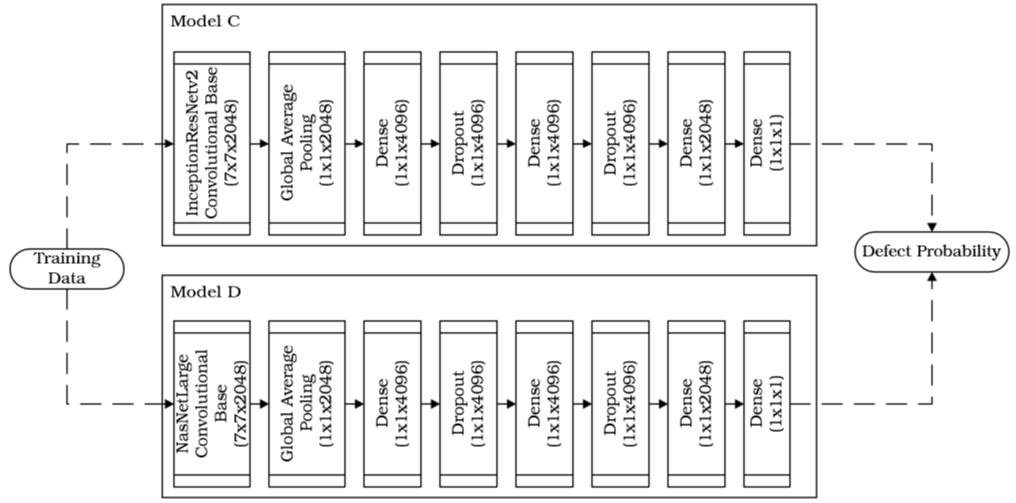 Model C
InceptionResNetv2
Convolutional Base
(7x7x2048)
Global Average
Pooling
(1x1x2048)
Dense
(1x1x4096)
Dropout
(1x1x4096)
Dense
(1x1x4096)
Dropout
(1x1x4096)
Dense
(1x1x2048)
Dense
(1x1x1)
Training
Data
Defect Probability
Model D
NasNetLarge
Convolutional
Base
(7x7x2048)
Global Average
Pooling
(1x1x2048)
Dense
(1x1x4096)
Dropout
(1x1x4096)
Dense
(1x1x4096)
Dropout
(1x1x4096)
Dense
(1x1x2048)
Dense
(1x1x1)